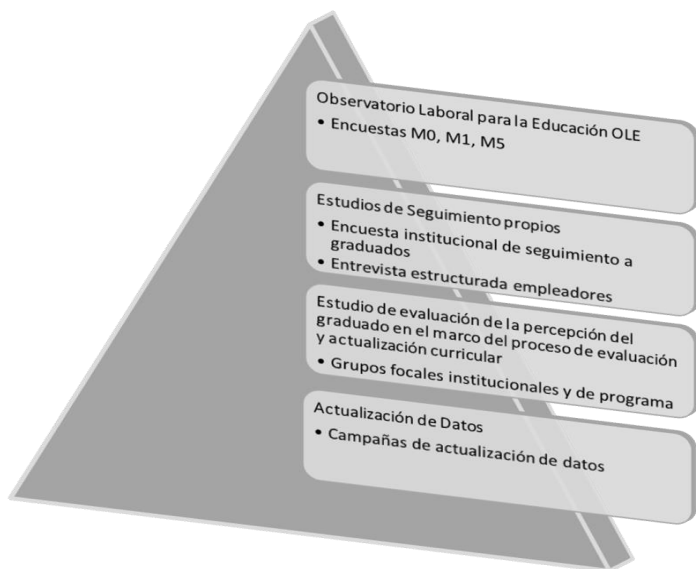 Observatorio Laboral para la Educación OLE
• Encuestas M0, M1, M5
Estudios de Seguimiento propios
• Encuesta institucional de seguimiento a
graduados
• Entrevista estructurada empleadores
Estudio de evaluación de la percepción del
graduado en el marco del proceso de evaluación
y actualización curricular
• Grupos focales institucionales y de programa
Actualización de Datos
• Campañas de actualización de datos